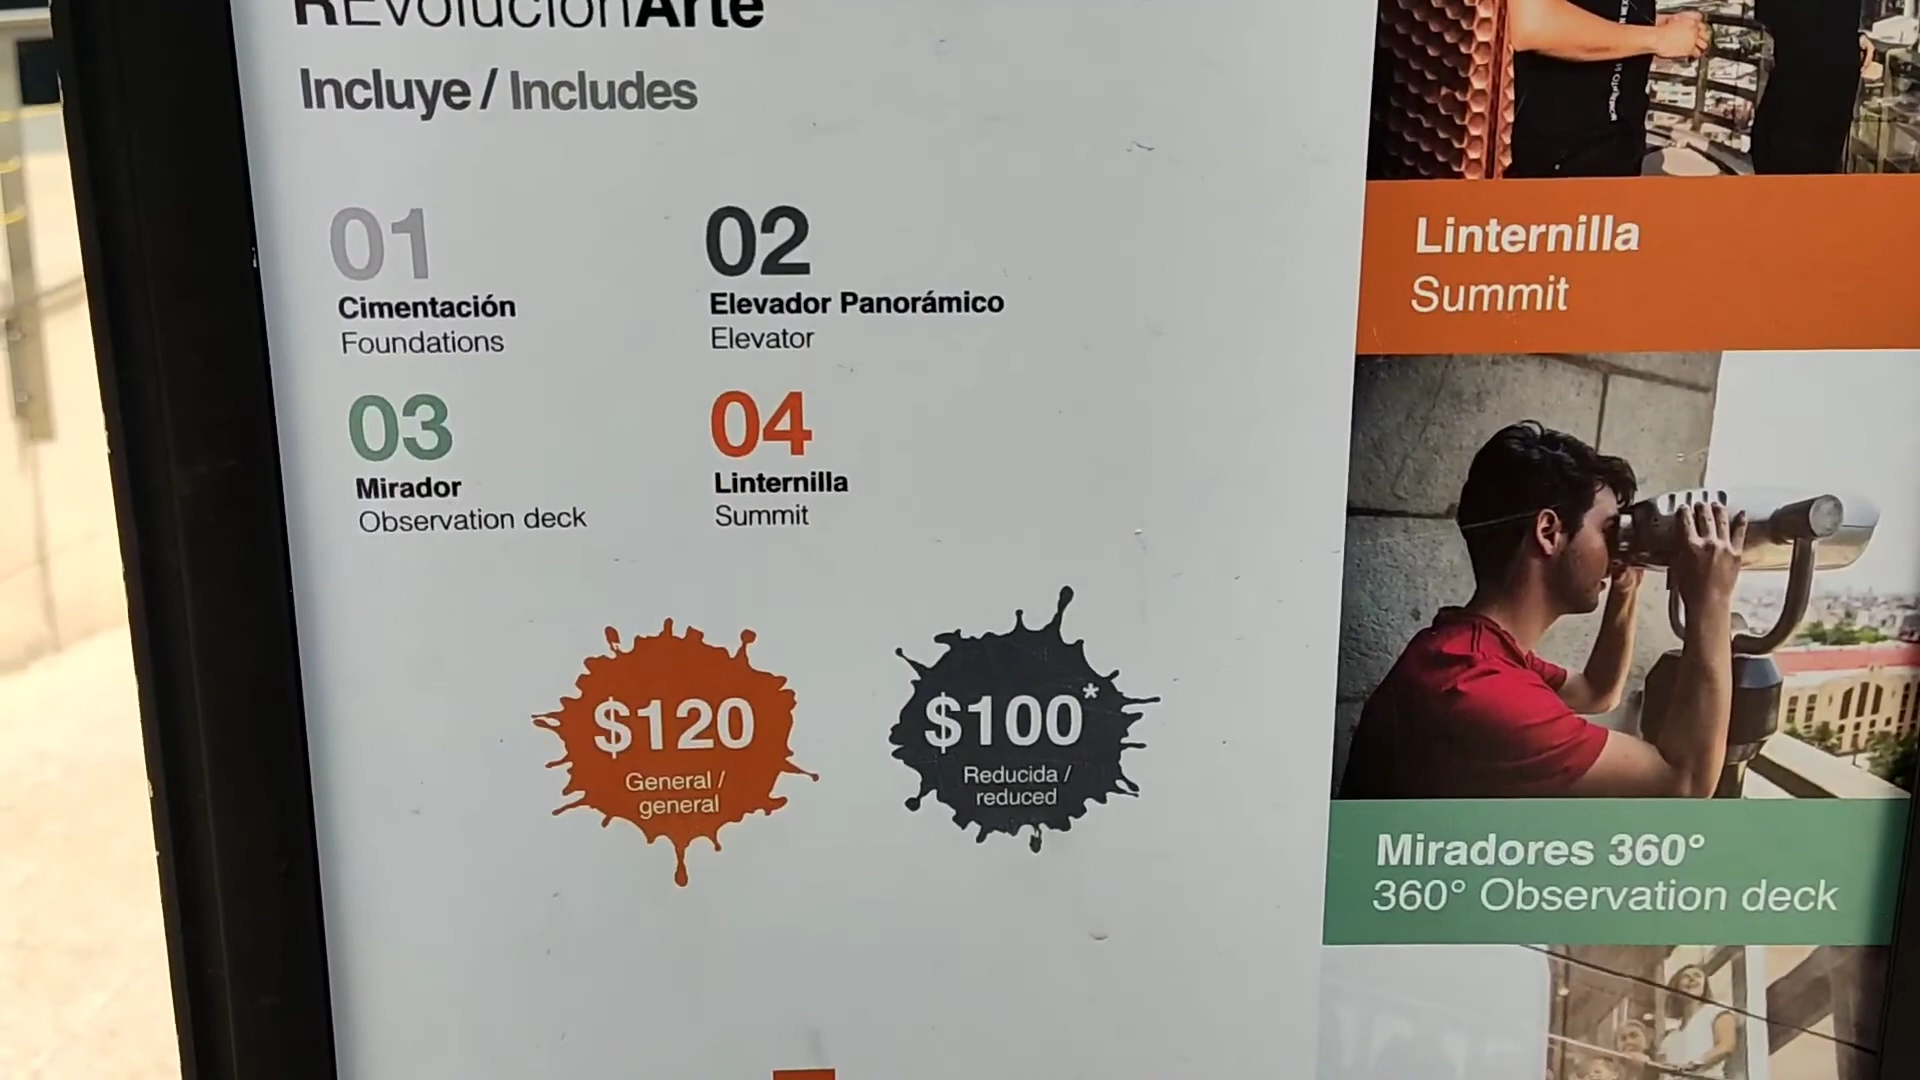 REvoluciónArte
Incluye / Includes
01
Cimentación
Foundations
02
Elevador Panorámico
Elevator
03
Mirador
Observation deck
04
Linternilla
Summit
$120
General /
general
$100*
Reducida /
reduced
Linternilla
Summit
Miradores 360°
360° Observation deck